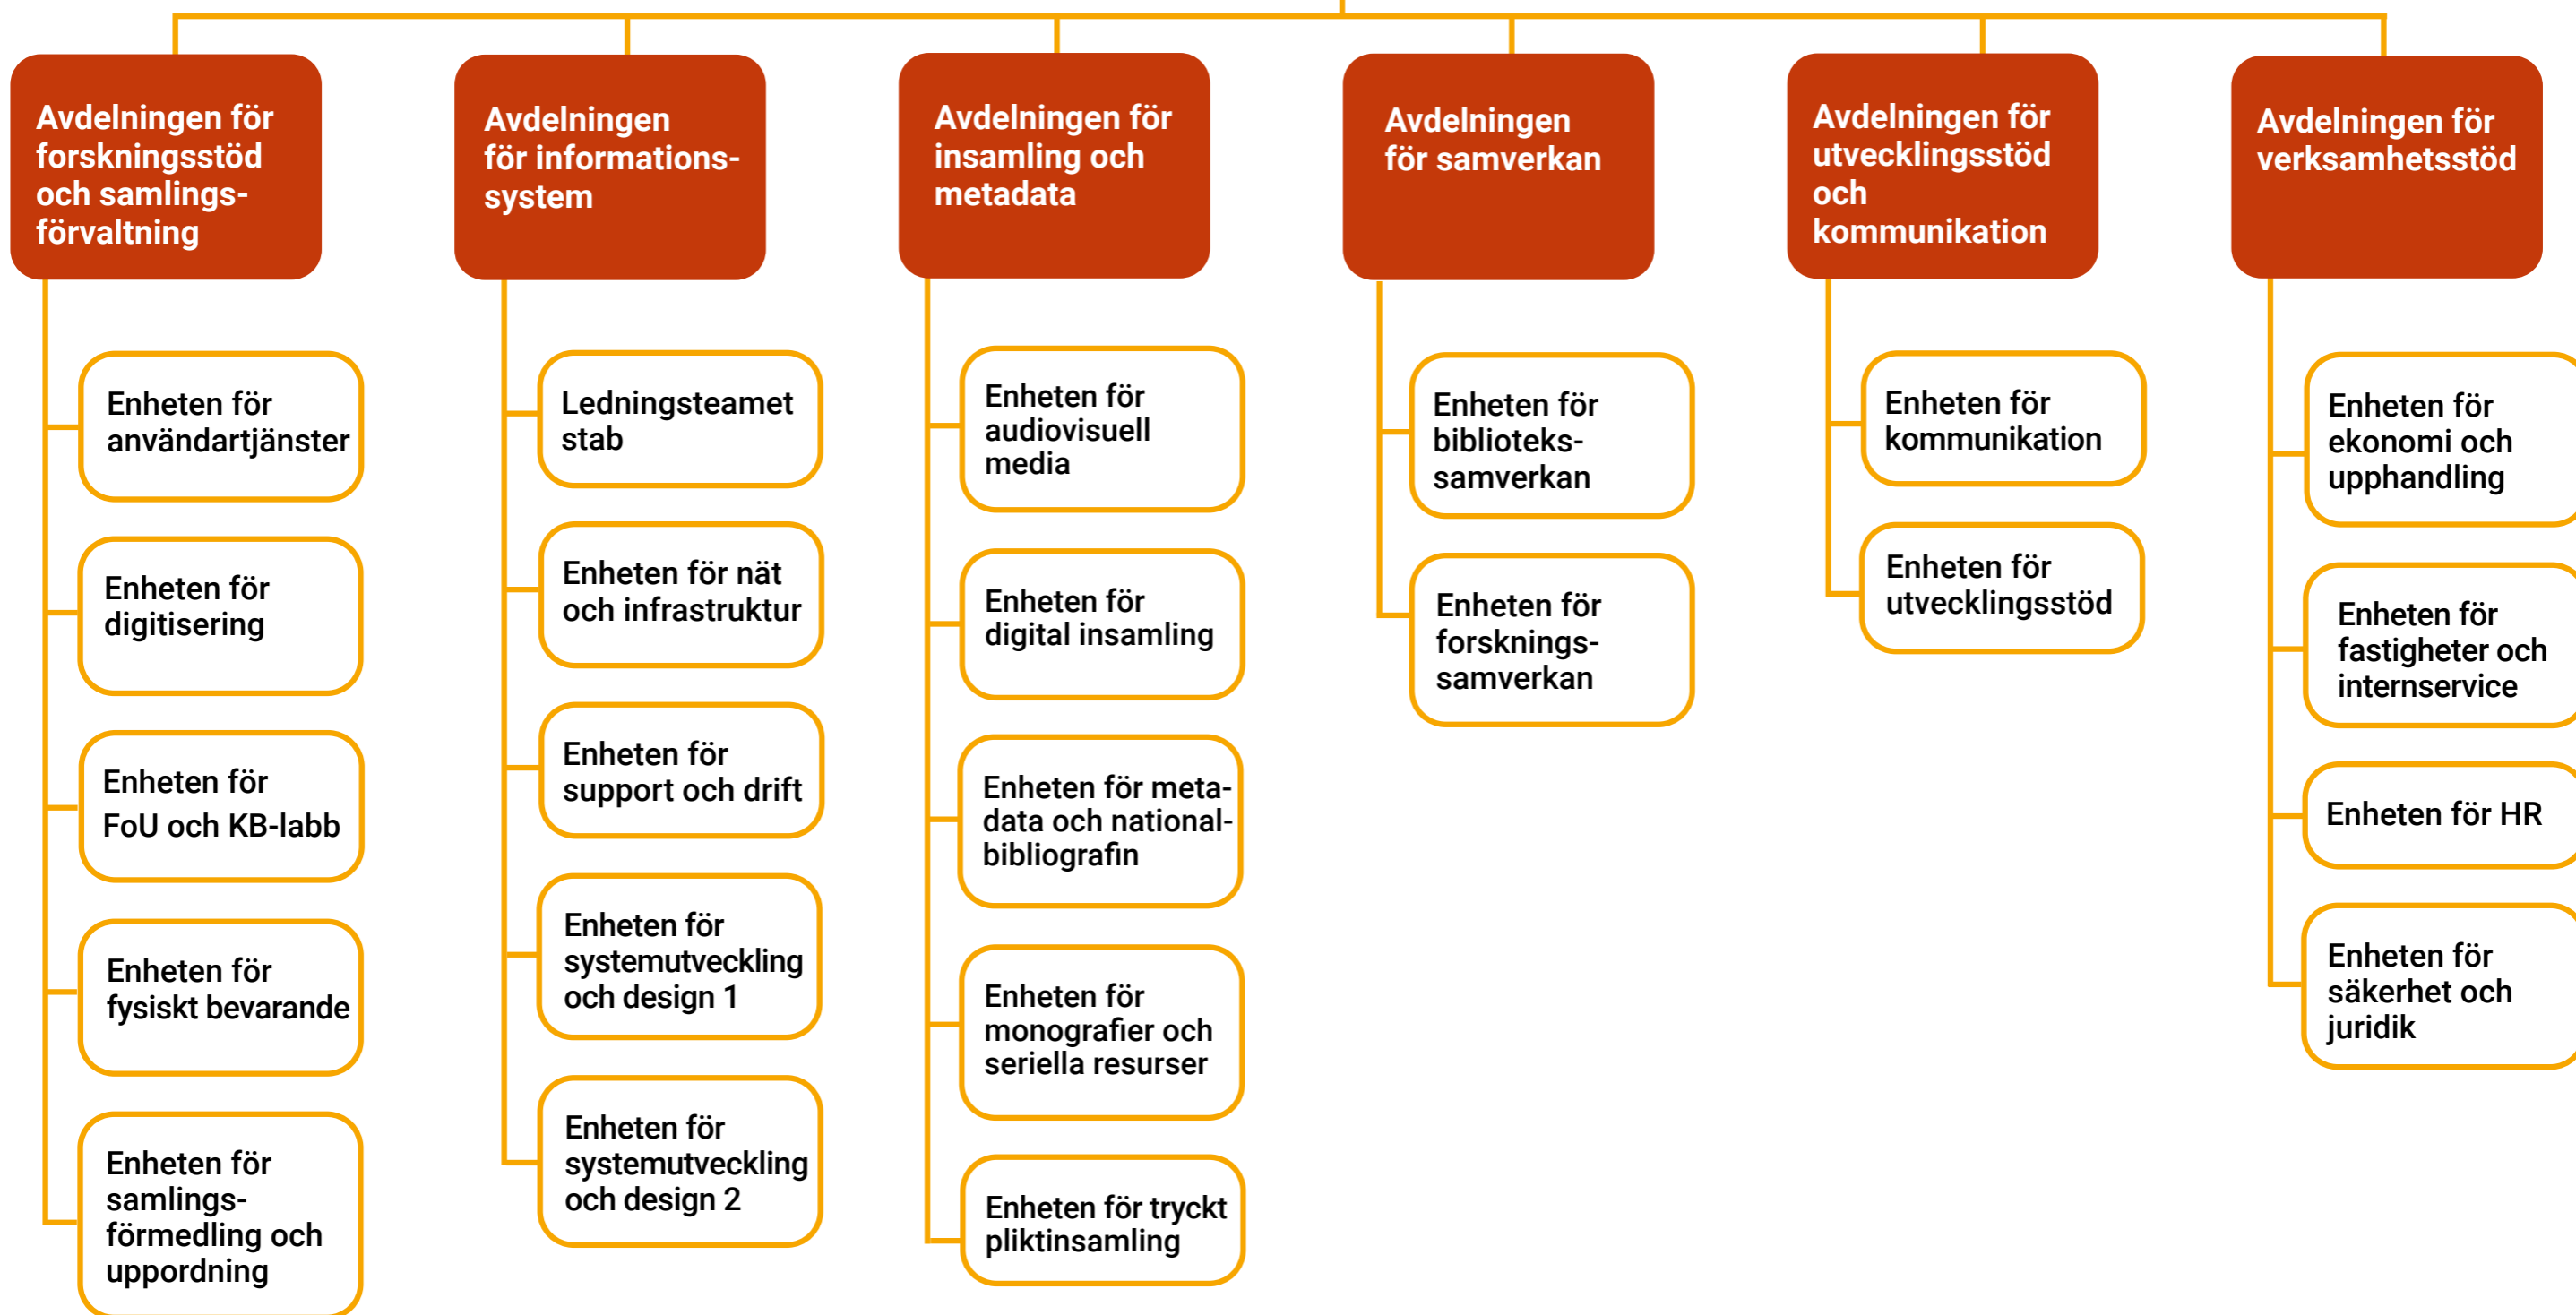 Avdelningen för
forskningsstöd
och samlings-
förvaltning
Enheten för
användartjänster
Enheten för
digitisering
Enheten för
FoU och KB-labb
Enheten för
fysiskt bevarande
Enheten för
samlings-
förmedling och
uppordning
Avdelningen
för informations-
system
Ledningsteamet
stab
Enheten för nät
och infrastruktur
Enheten för
support och drift
Enheten för
systemutveckling
och design 1
Enheten för
systemutveckling
och design 2
Avdelningen för
insamling och
metadata
Enheten för
audiovisuell
media
Enheten för
digital insamling
Enheten för meta-
data och national-
bibliografin
Enheten för
monografier och
seriella resurser
Enheten för tryckt
pliktinsamling
Avdelningen
för samverkan
Enheten för
biblioteks-
samverkan
Enheten för
forsknings-
samverkan
Avdelningen för
utvecklingsstöd
och
kommunikation
Enheten för
kommunikation
Enheten för
utvecklingsstöd
Avdelningen för
verksamhetsstöd
Enheten för
ekonomi och
upphandling
Enheten för
fastigheter och
internservice
Enheten för HR
Enheten för
säkerhet och
juridik